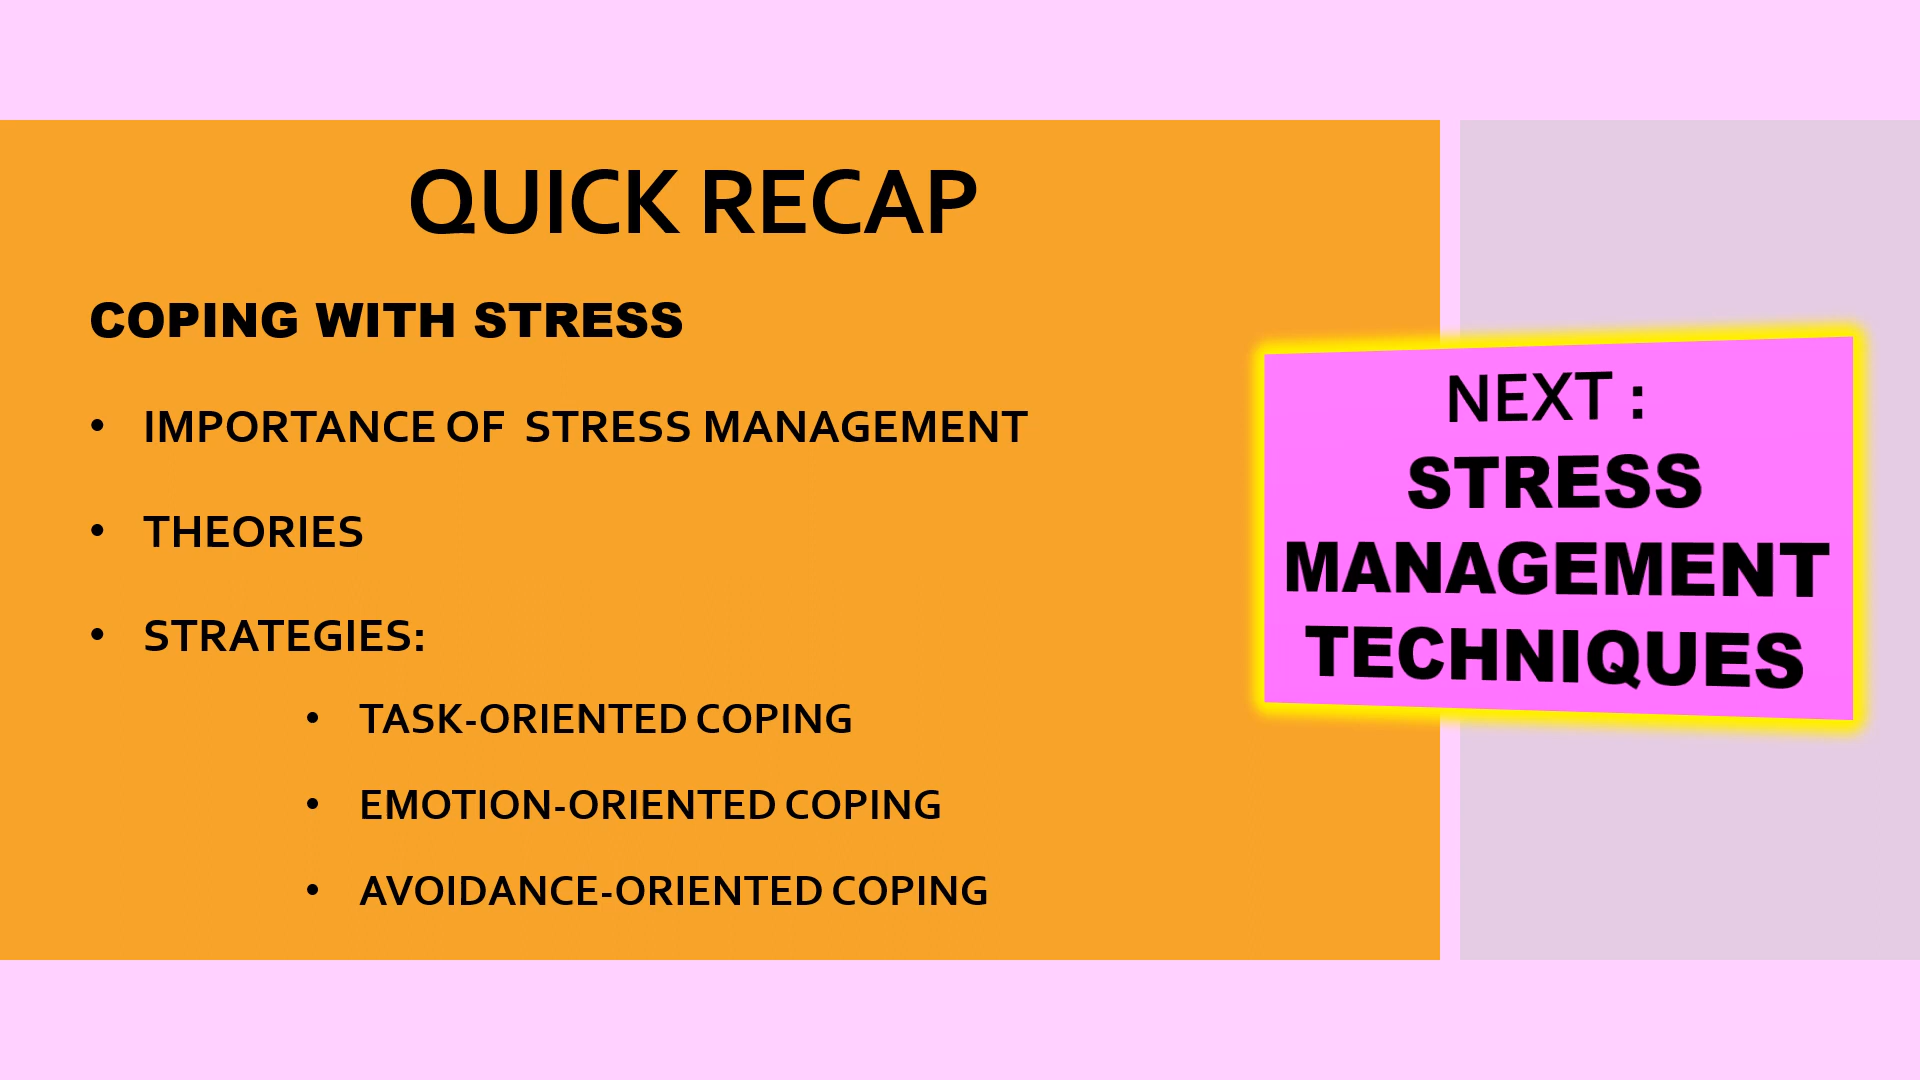 QUICK RECAP
COPING WITH STRESS
• IMPORTANCE OF  STRESS MANAGEMENT
• THEORIES
• STRATEGIES:
• TASK-ORIENTED COPING
• EMOTION-ORIENTED COPING
• AVOIDANCE-ORIENTED COPING
NEXT :
STRESS
MANAGEMENT
TECHNIQUES